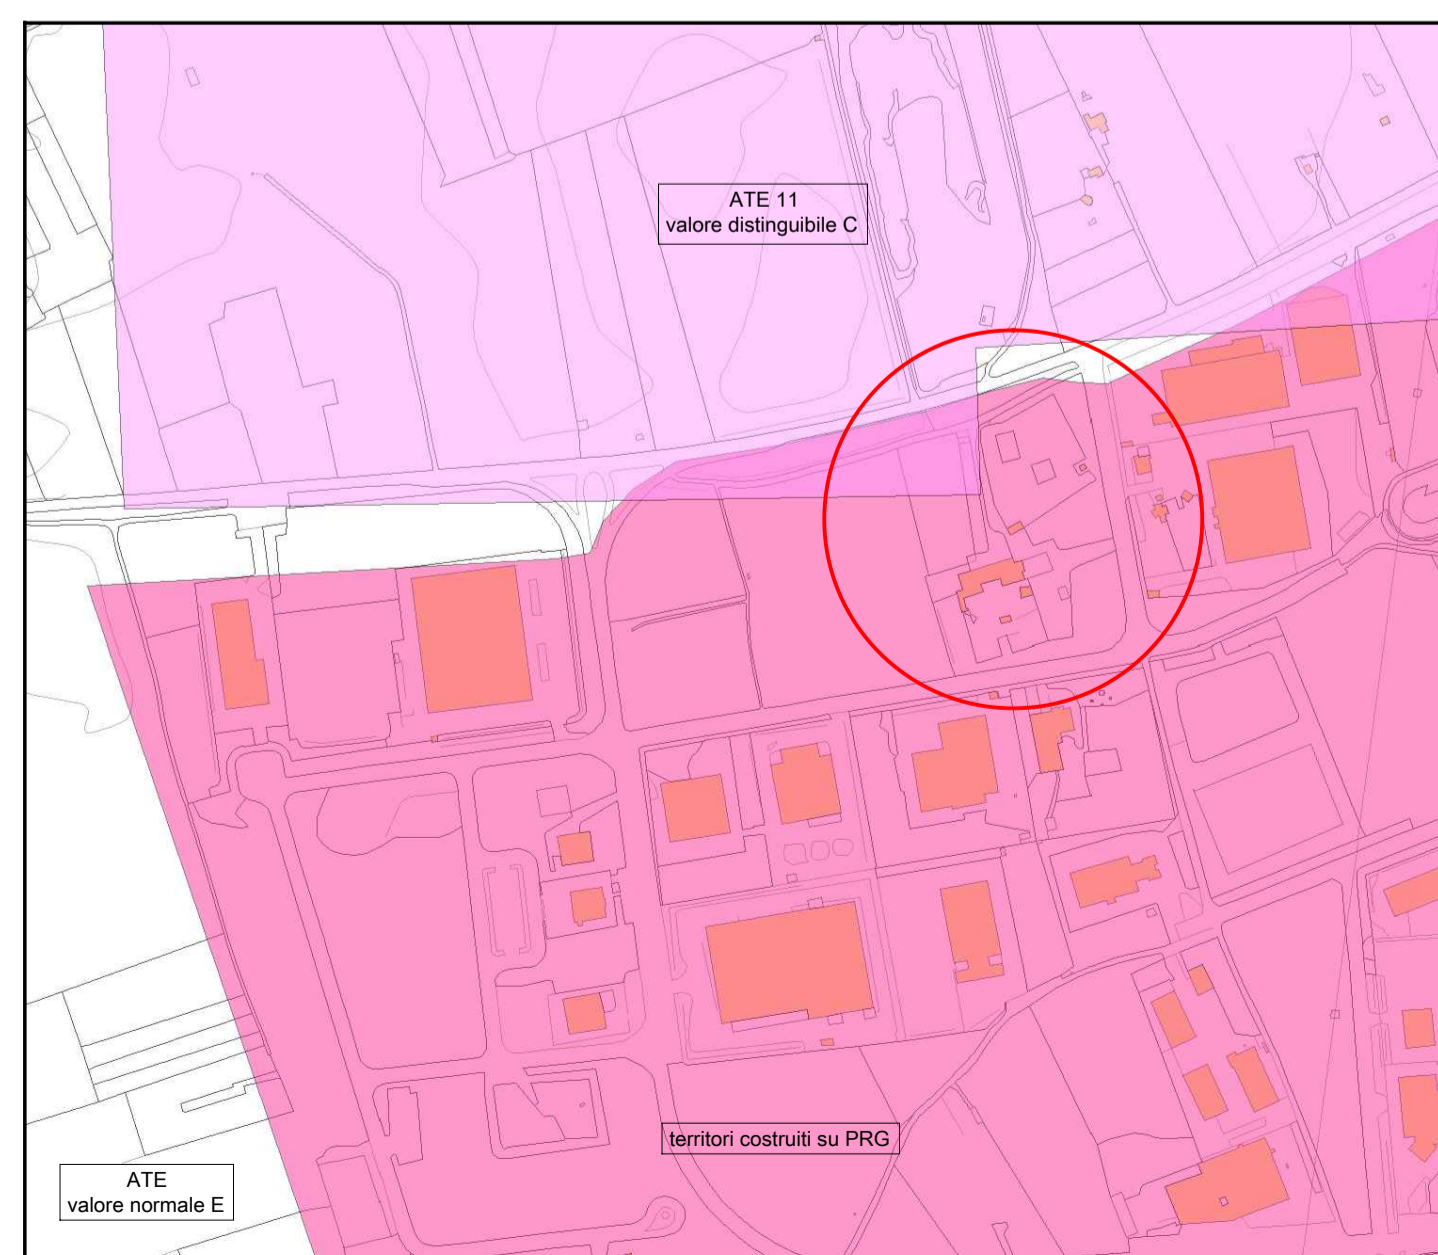 ATE 11
valore distinguibile C
territori costruiti su PRG
ATE
valore normale E